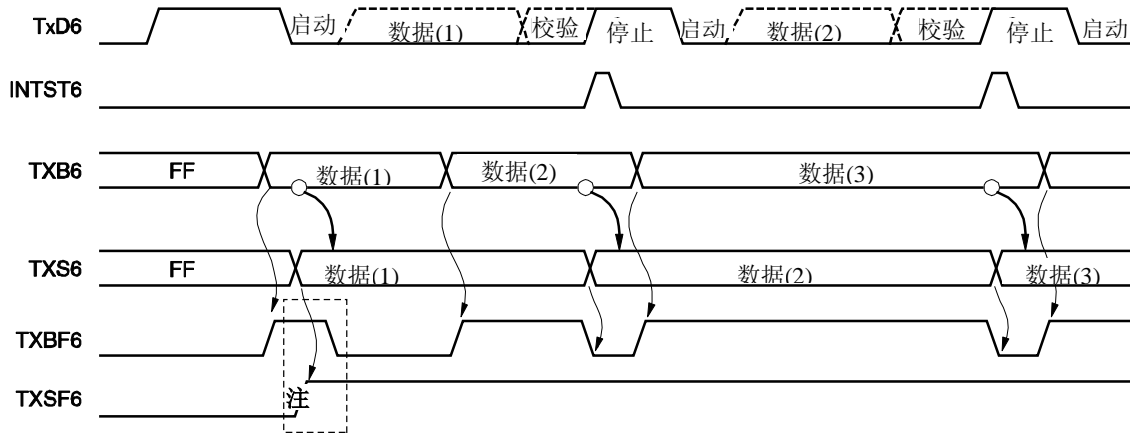 TxD6 启动 数据(1) 校验 停止 启动 数据(2) 校验 停止 启动
INTST6
TXB6 FF 数据(1) 数据(2) 数据(3)
TXS6 FF 数据(1) 数据(2) 数据(3)
TXBF6
TXSF6 注